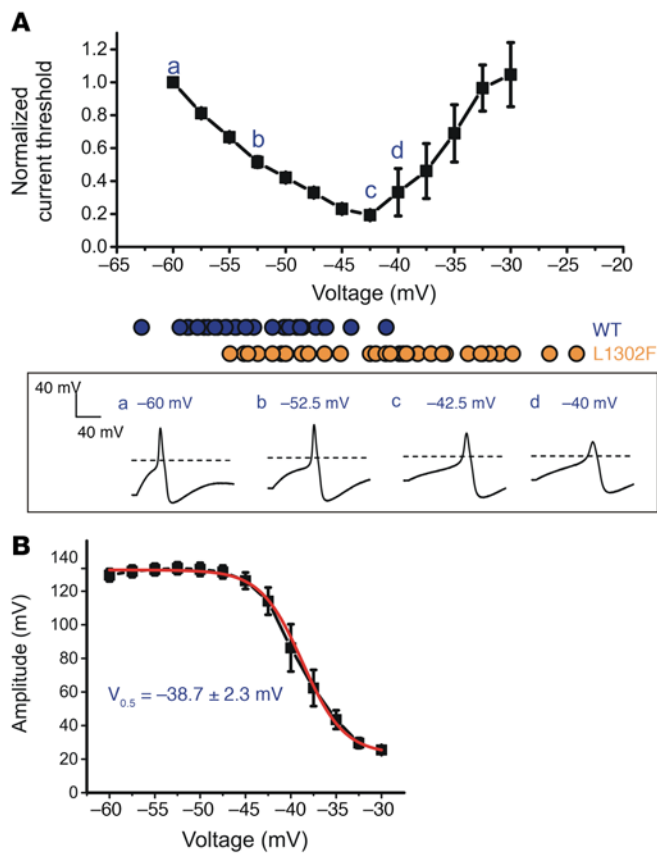 A
Normalized
current threshold
1.2
1.0
0.8
0.6
0.4
0.2
0.0
a
b
c
d
−65 −60 −55 −50 −45 −40 −35 −30 −25 −20
Voltage (mV)
WT
L1302F
40 mV
40 mV
a −60 mV
b −52.5 mV
c −42.5 mV
d −40 mV
B
Amplitude (mV)
140
120
100
80
60
40
20
0
V0.5 = −38.7 ± 2.3 mV
−60 −55 −50 −45 −40 −35 −30
Voltage (mV)